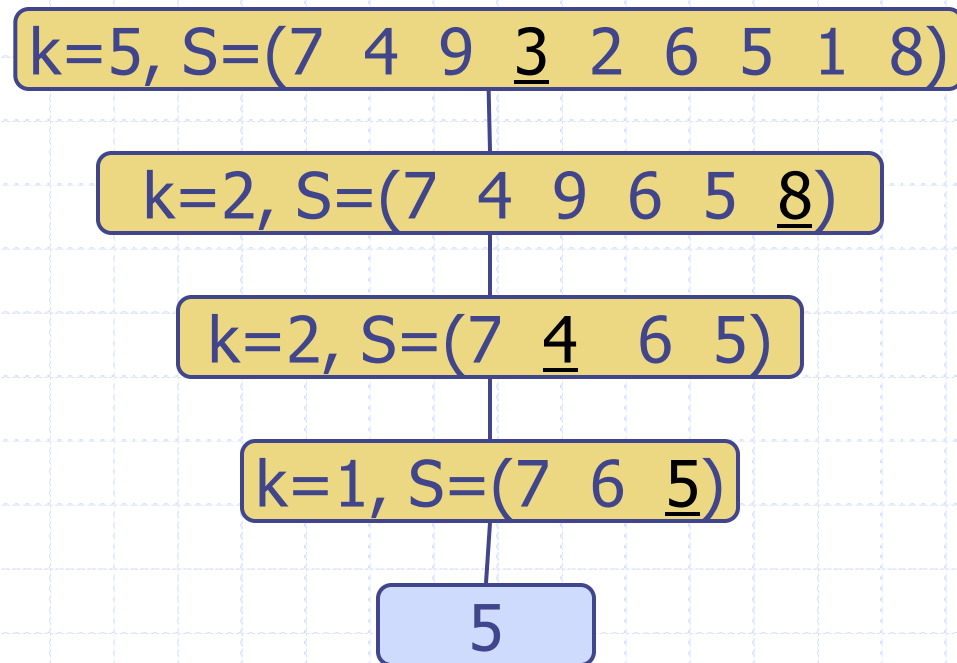 k=5, S=(7 4 9 3 2 6 5 1 8)
k=2, S=(7 4 9 6 5 8)
k=2, S=(7 4 6 5)
k=1, S=(7 6 5)
5